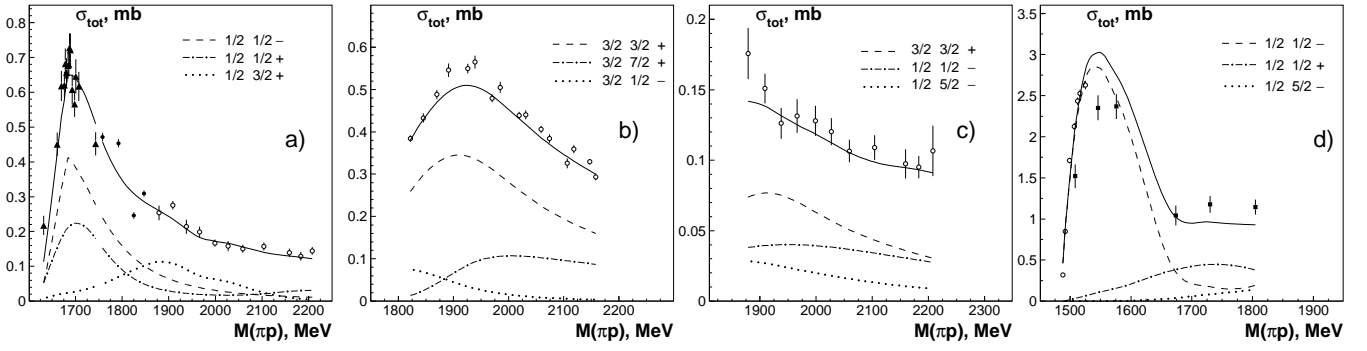 σtot, mb
0.8
0.7
0.6
0.5
0.4
0.3
0.2
0.1
0
1/2 1/2 −
1/2 1/2 +
1/2 3/2 +
a)
1700 1800 1900 2000 2100 2200
M(πp), MeV
σtot, mb
0.6
0.5
0.4
0.3
0.2
0.1
0
3/2 3/2 +
3/2 7/2 +
3/2 1/2 −
b)
1800 1900 2000 2100 2200
M(πp), MeV
σtot, mb
0.2
0.15
0.1
0.05
0
3/2 3/2 +
1/2 1/2 −
1/2 5/2 −
c)
1900 2000 2100 2200 2300
M(πp), MeV
σtot, mb
3.5
3
2.5
2
1.5
1
0.5
0
1/2 1/2 −
1/2 1/2 +
1/2 5/2 −
d)
1500 1600 1700 1800 1900
M(πp), MeV